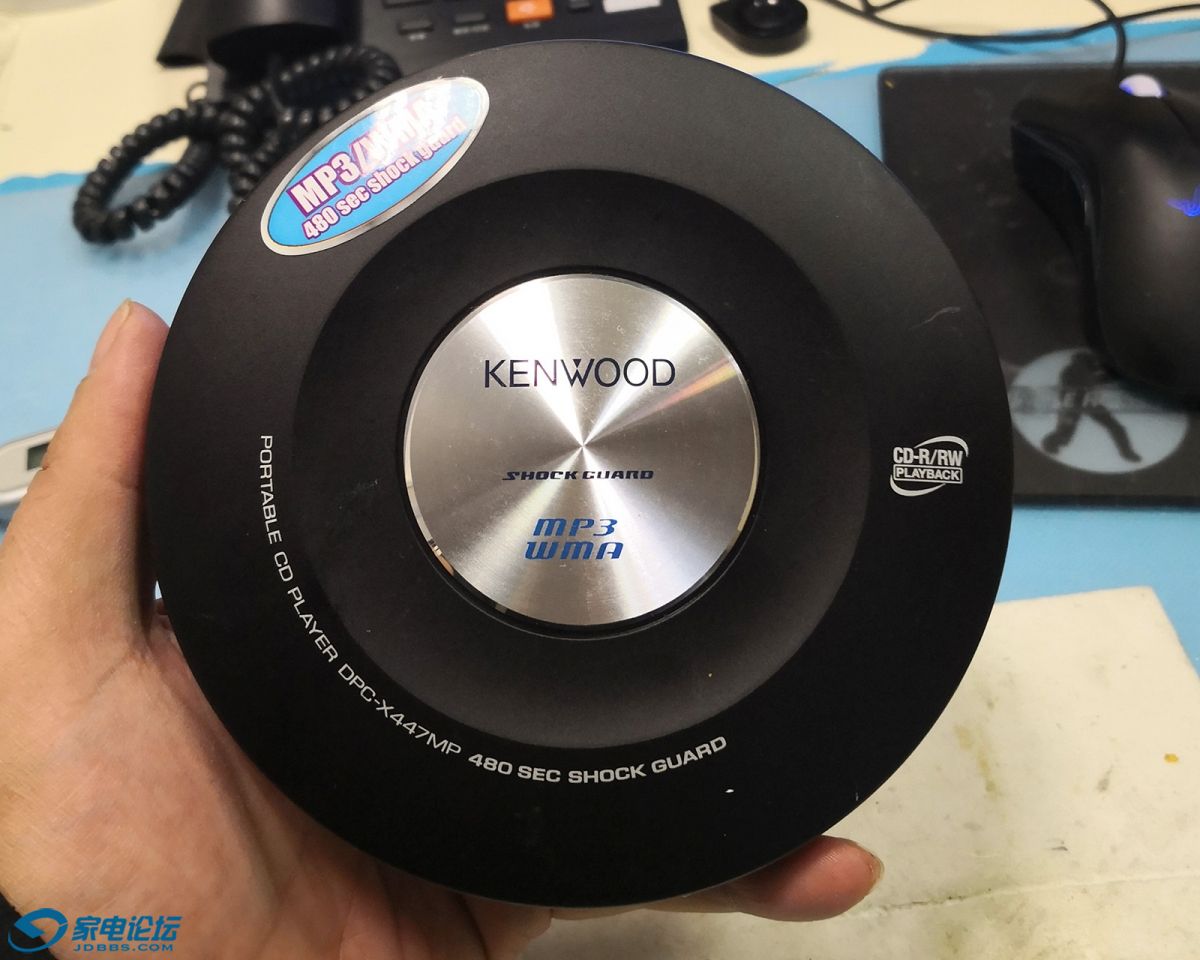 MP3/WMA
480 sec shock guard
KENWOOD
SHOCK GUARD
MP3
WMA
CD-R/RW
PLAYBACK
PORTABLE CD PLAYER DPC-X447MP 480 SEC SHOCK GUARD
家电论坛
JDBBS.COM